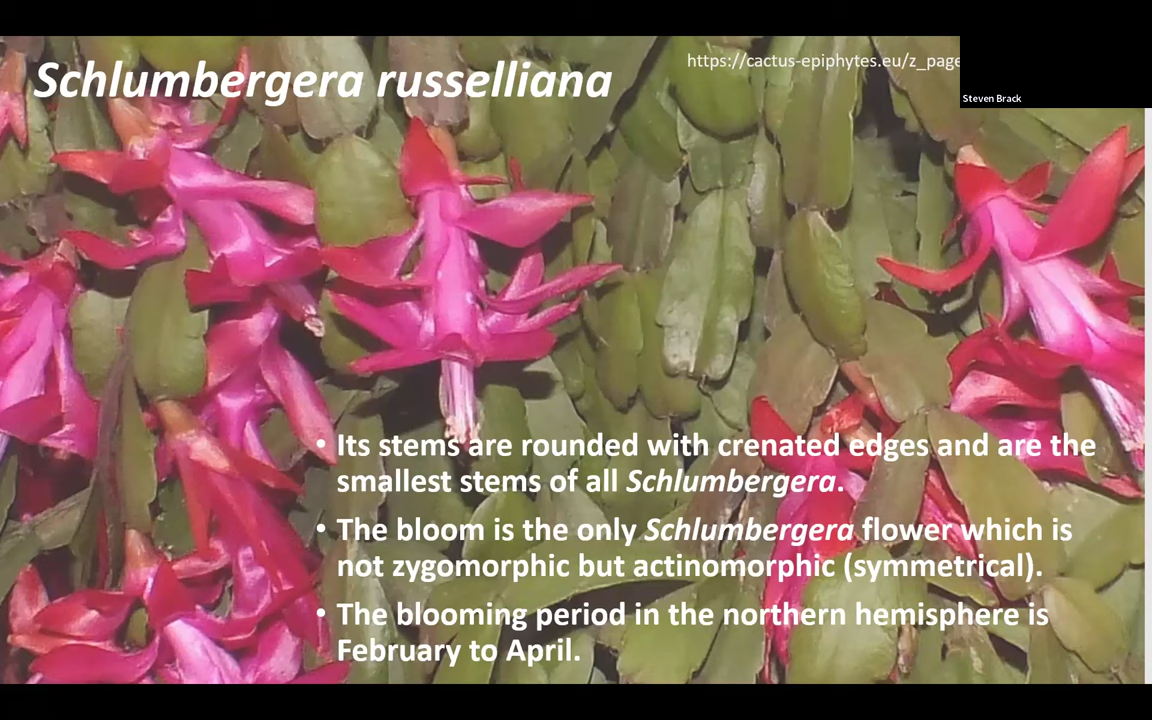 Schlumbergera russelliana
https://cactus-epiphytes.eu/z_page
Steven Brack
• Its stems are rounded with crenated edges and are the
smallest stems of all Schlumbergera.
• The bloom is the only Schlumbergera flower which is
not zygomorphic but actinomorphic (symmetrical).
• The blooming period in the northern hemisphere is
February to April.